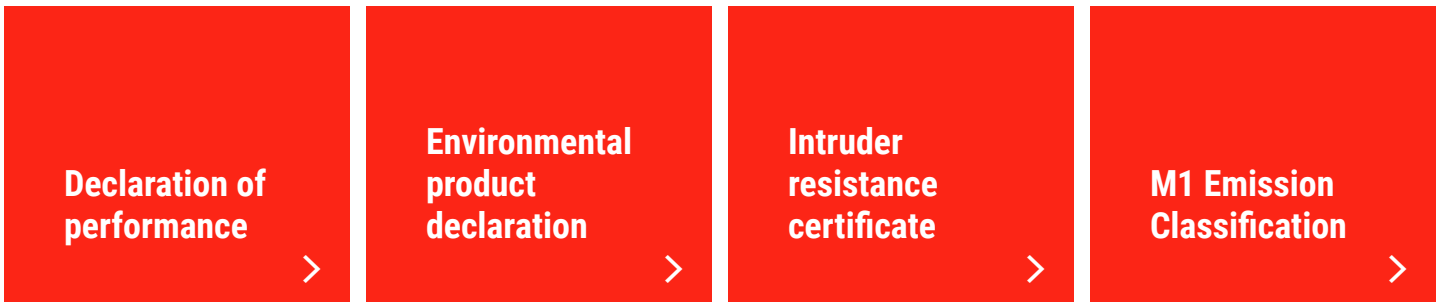 Declaration of
performance
Environmental
product
declaration
Intruder
resistance
certificate
M1 Emission
Classification